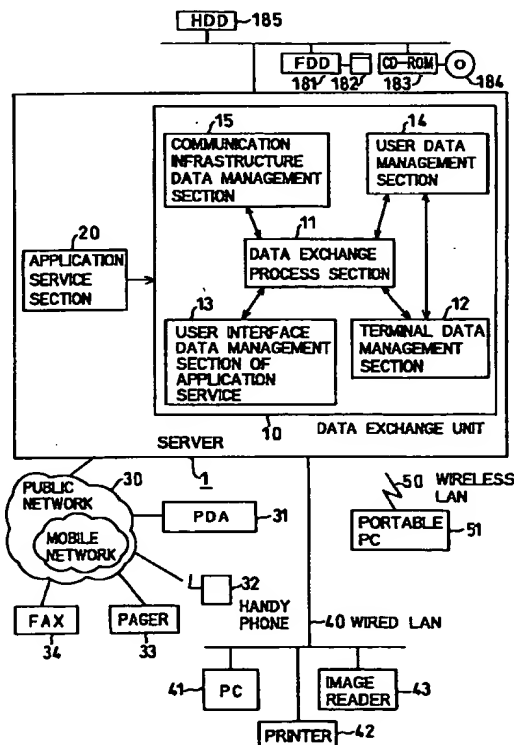 HDD 185
FDD
CD-ROM
181 182 183 184
15
COMMUNICATION
INFRASTRUCTURE
DATA MANAGEMENT
SECTION
14
USER DATA
MANAGEMENT
SECTION
20
APPLICATION
SERVICE
SECTION
11
DATA EXCHANGE
PROCESS SECTION
13
USER INTERFACE
DATA MANAGEMENT
SECTION OF
APPLICATION
SERVICE
12
TERMINAL DATA
MANAGEMENT
SECTION
10
DATA EXCHANGE UNIT
SERVER
1
30
PUBLIC
NETWORK
MOBILE
NETWORK
PDA
31
50 WIRELESS
LAN
PORTABLE
PC
51
32
HANDY
PHONE
FAX
34
PAGER
33
40 WIRED LAN
41
PC
IMAGE
READER
43
PRINTER
42